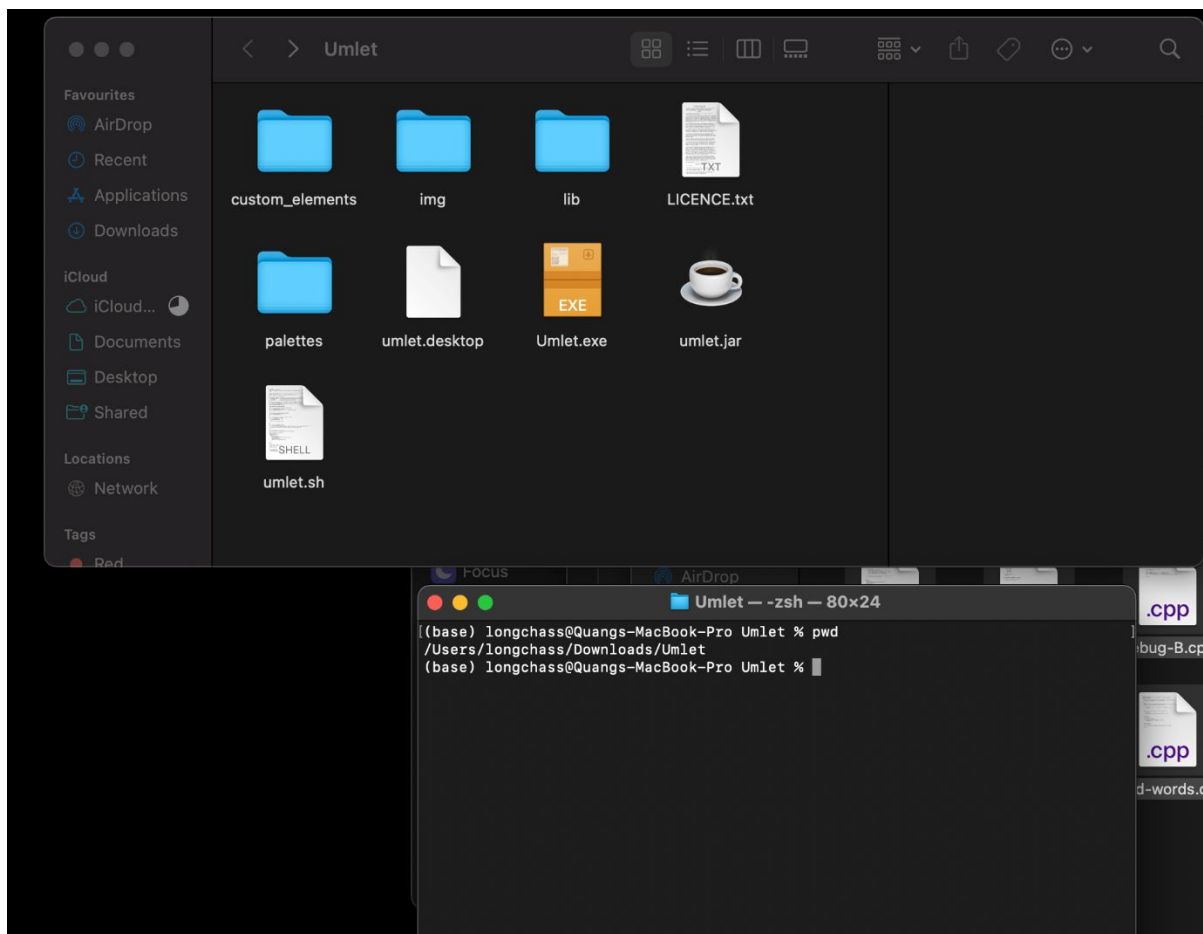 Umlet
Favourites
AirDrop
Recent
Applications
Downloads
iCloud
iCloud...
Documents
Desktop
Shared
Locations
Network
Tags
Red
custom_elements
img
lib
TXT
LICENCE.txt
palettes
umlet.desktop
EXE
Umlet.exe
umlet.jar
SHELL
umlet.sh
Focus
AirDrop
Umlet — -zsh — 80×24
[(base) longchass@Quangs-MacBook-Pro Umlet % pwd ]
/Users/longchass/Downloads/Umlet
(base) longchass@Quangs-MacBook-Pro Umlet %
.cpp
ebug-B.cp
.cpp
d-words.c